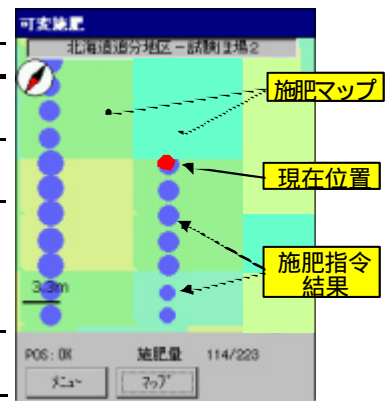 可変施肥
北海道追分地区-試験ほ場2
施肥マップ
現在位置
施肥指令
結果
3.3m
POS: OK 施肥量 114/223
メニュー マップ